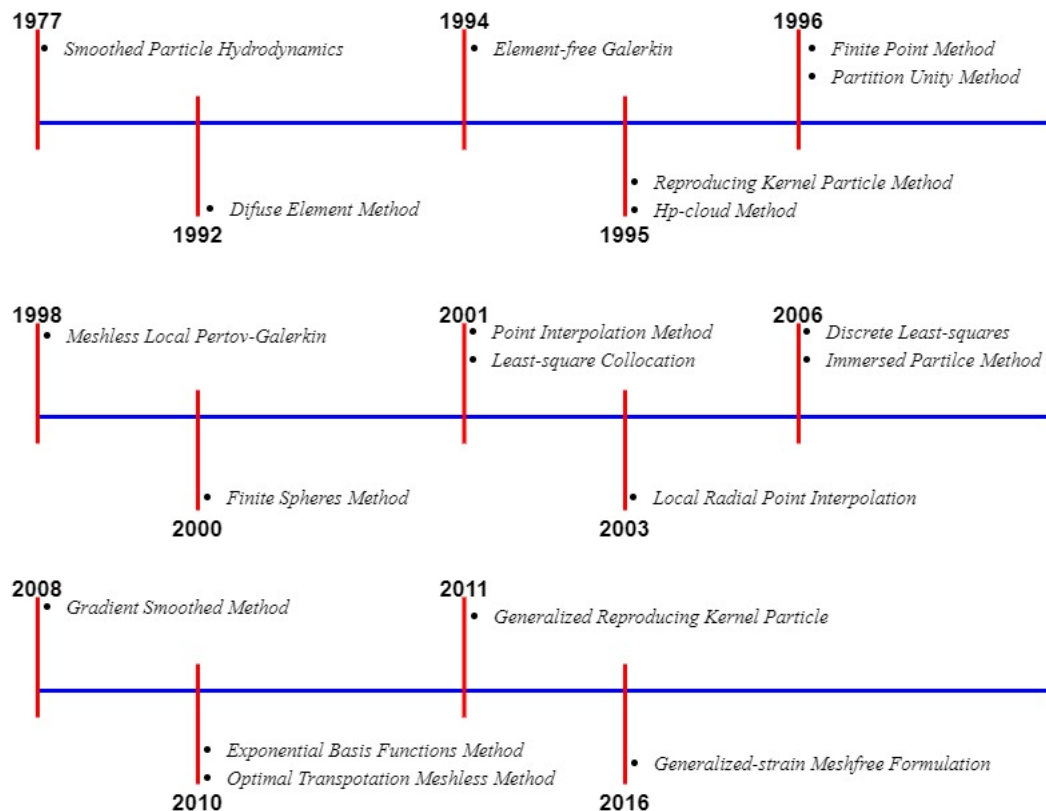 1977
Smoothed Particle Hydrodynamics
1994
Element-free Galerkin
1996
Finite Point Method
Partition Unity Method
Difuse Element Method
1992
Reproducing Kernel Particle Method
Hp-cloud Method
1995
1998
Meshless Local Pertov-Galerkin
2001
Point Interpolation Method
Least-square Collocation
2006
Discrete Least-squares
Immersed Partilce Method
Finite Spheres Method
2000
Local Radial Point Interpolation
2003
2008
Gradient Smoothed Method
2011
Generalized Reproducing Kernel Particle
Exponential Basis Functions Method
Optimal Transpotation Meshless Method
2010
Generalized-strain Meshfree Formulation
2016